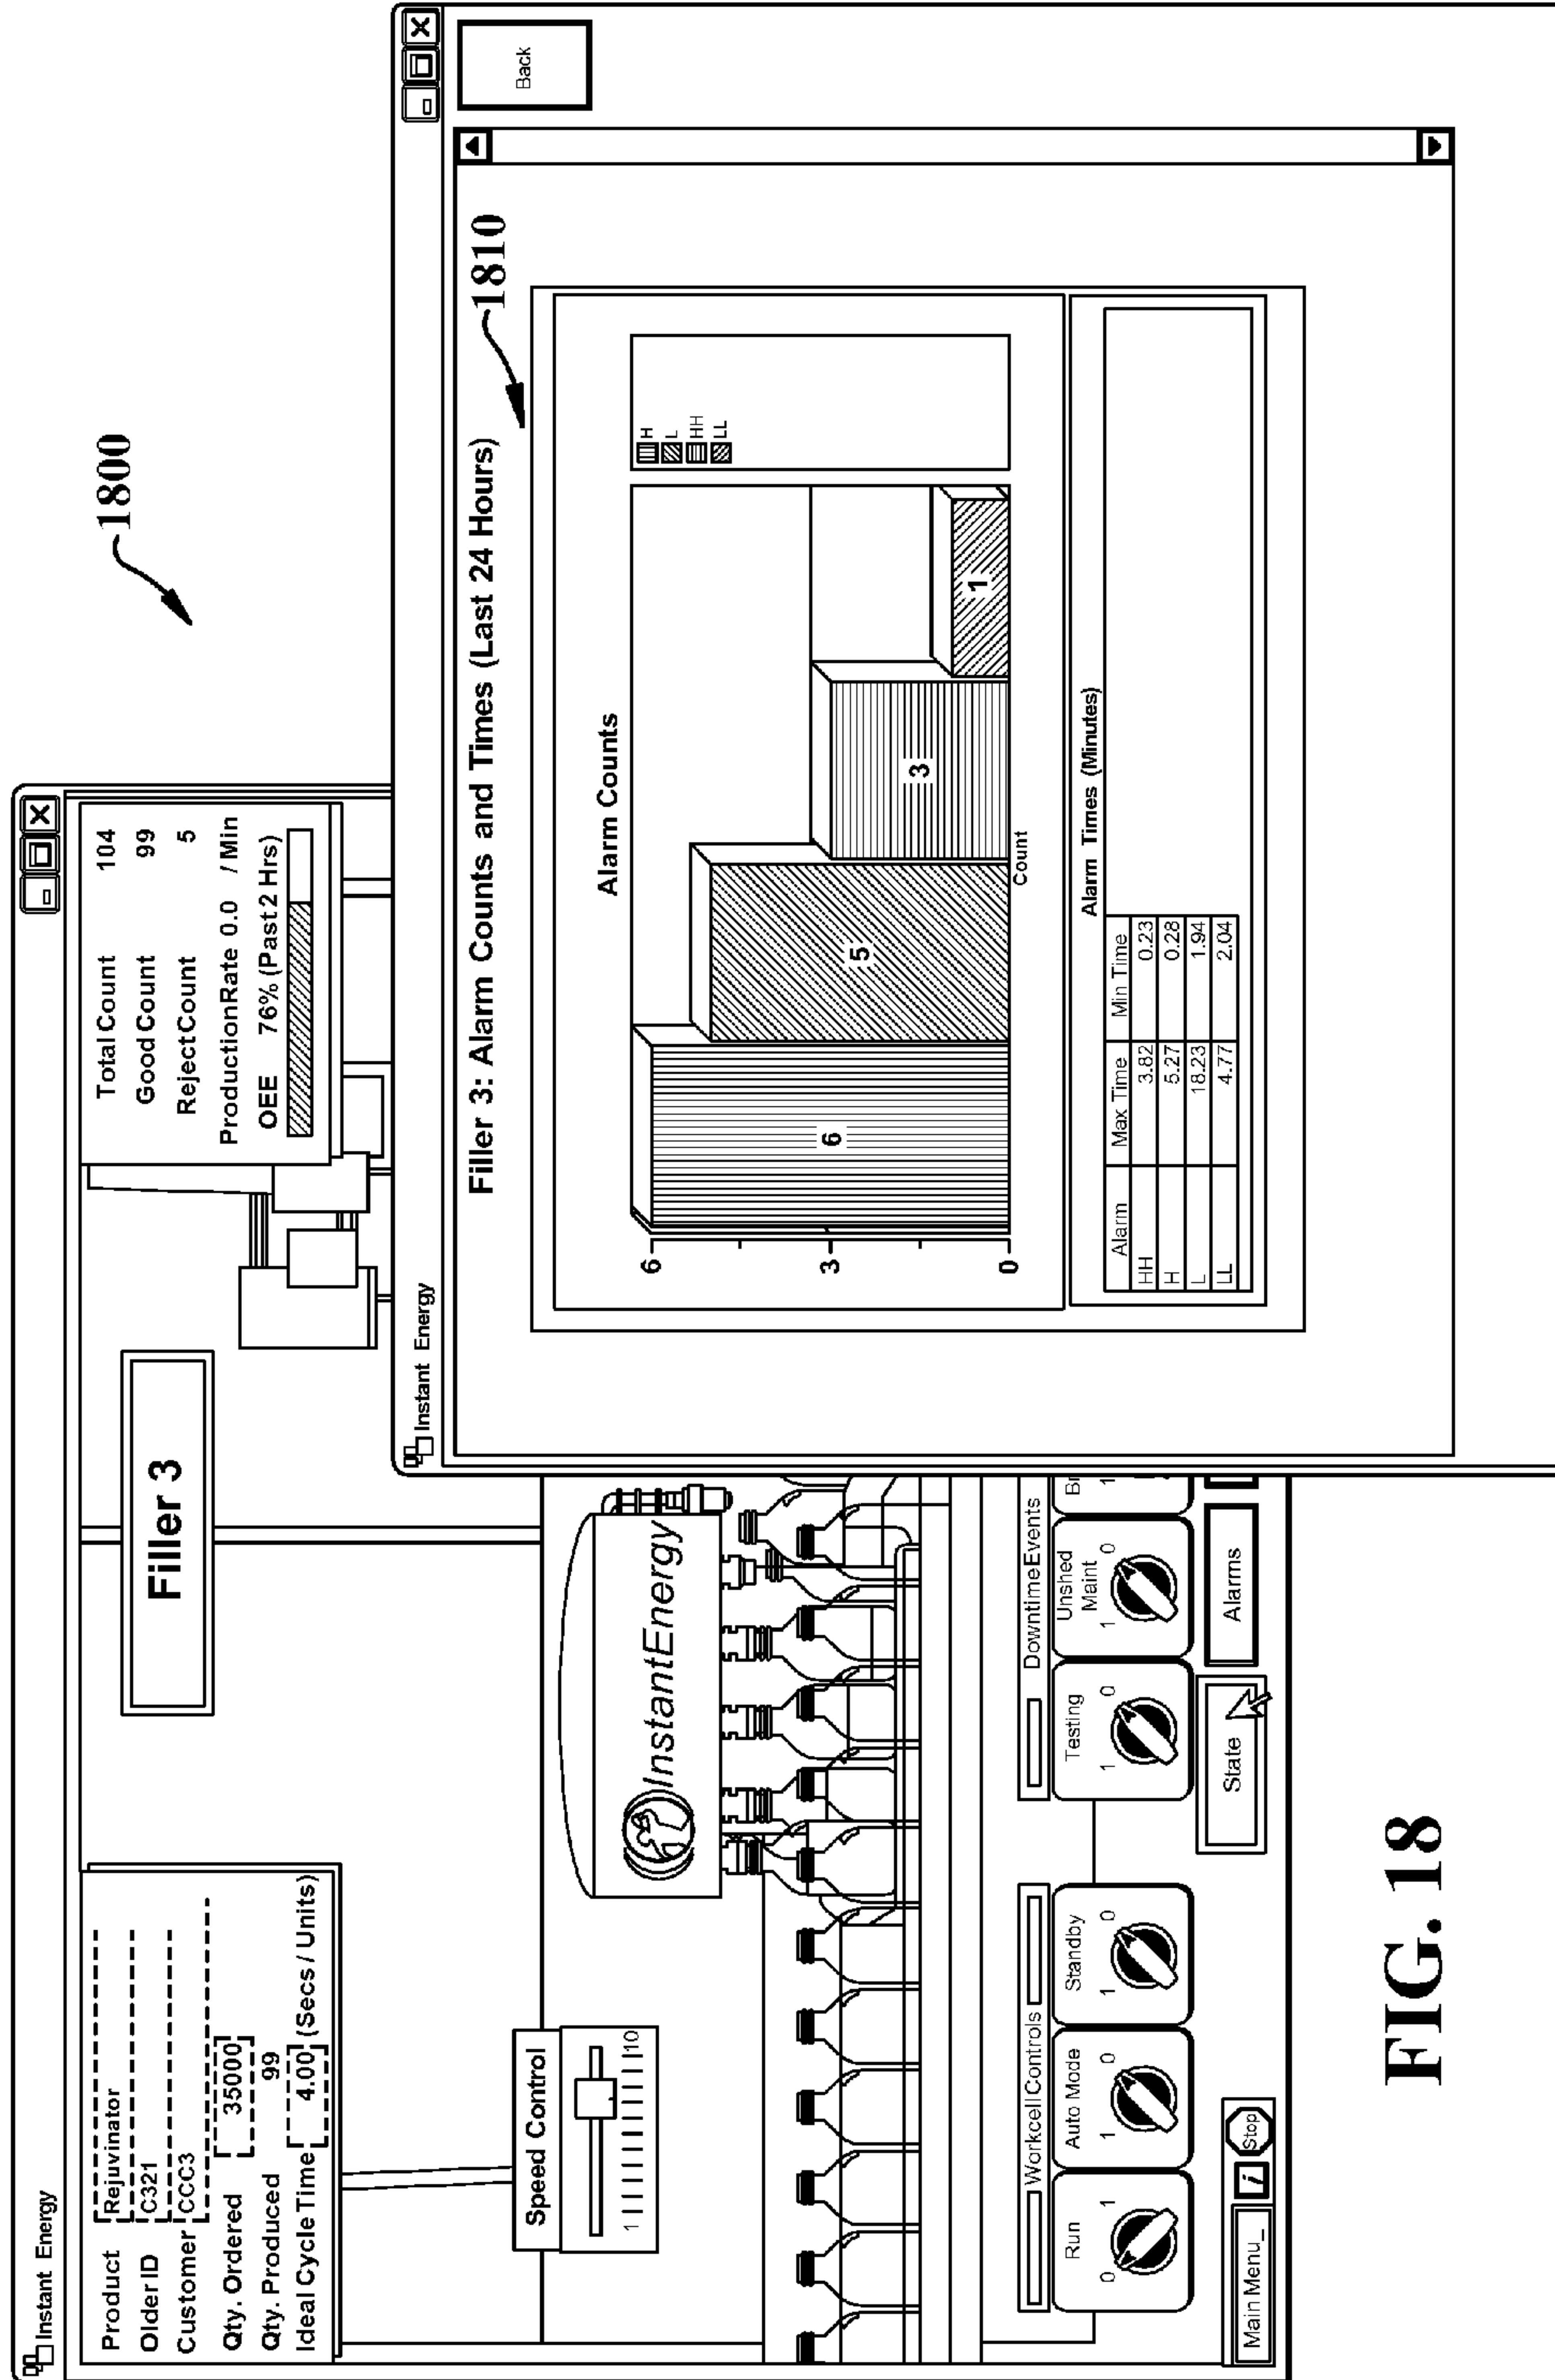 1800
Instant Energy
Product Rejuvinator
Older ID C321
Customer CCC3
Qty. Ordered 35000
Qty. Produced 99
Ideal Cycle Time 4.00 (Secs / Units)
Filler 3
Total Count 104
Good Count 99
Reject Count 5
Production Rate 0.0 / Min
OEE 76% (Past 2 Hrs)
Speed Control
1 10
InstantEnergy
Workcell Controls
Downtime Events
Run
0 1
Auto Mode
1 0
Standby
1 0
Testing
1 0
Unshed
Maint
1 0
Br
1
State
Alarms
Main Menu_
i
Stop
Instant Energy
Back
Filler 3: Alarm Counts and Times (Last 24 Hours)
1810
Alarm Counts
6
3
0
6
5
3
1
Count
H
L
HH
LL
Alarm Times (Minutes)
Alarm Max Time Min Time
HH 3.82 0.23
H 5.27 0.28
L 18.23 1.94
LL 4.77 2.04
FIG. 18